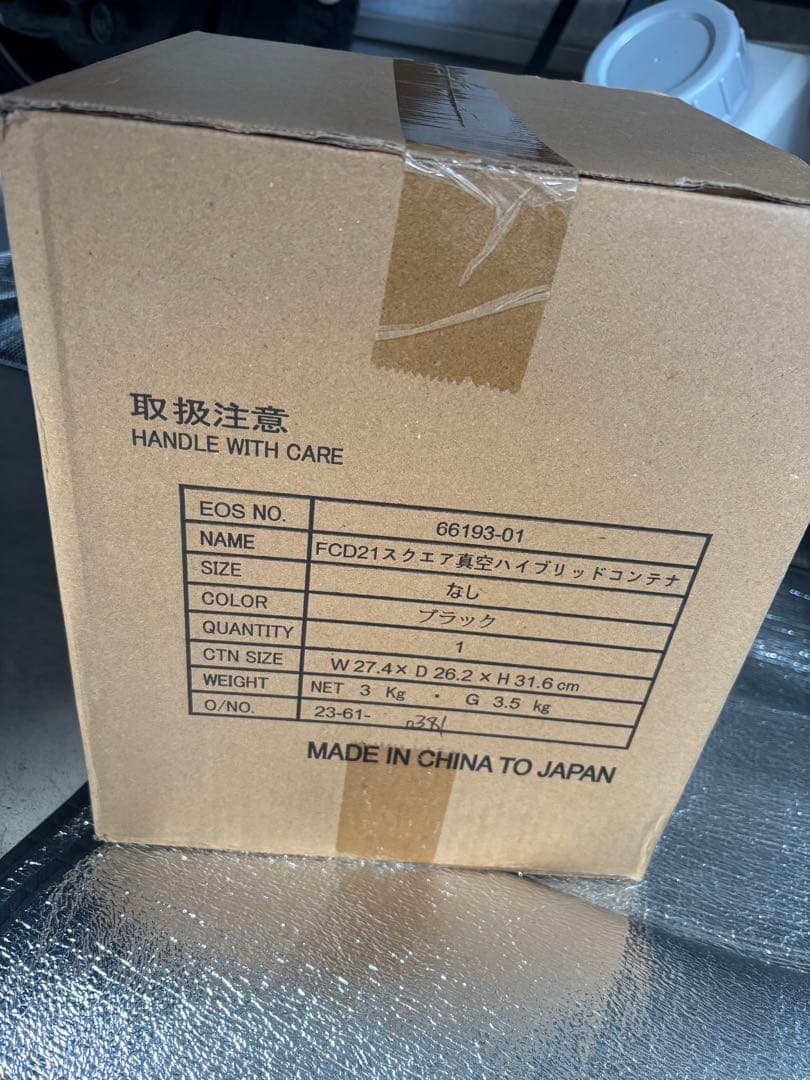 取扱注意
HANDLE WITH CARE
EOS NO. 66193-01
NAME FCD21スクエア真空ハイブリッドコンテナ
SIZE なし
COLOR ブラック
QUANTITY 1
CTN SIZE W 27.4× D 26.2 × H 31.6 cm
WEIGHT NET 3 Kg ・ G 3.5 kg
O/NO. 23-61- 0381
MADE IN CHINA TO JAPAN